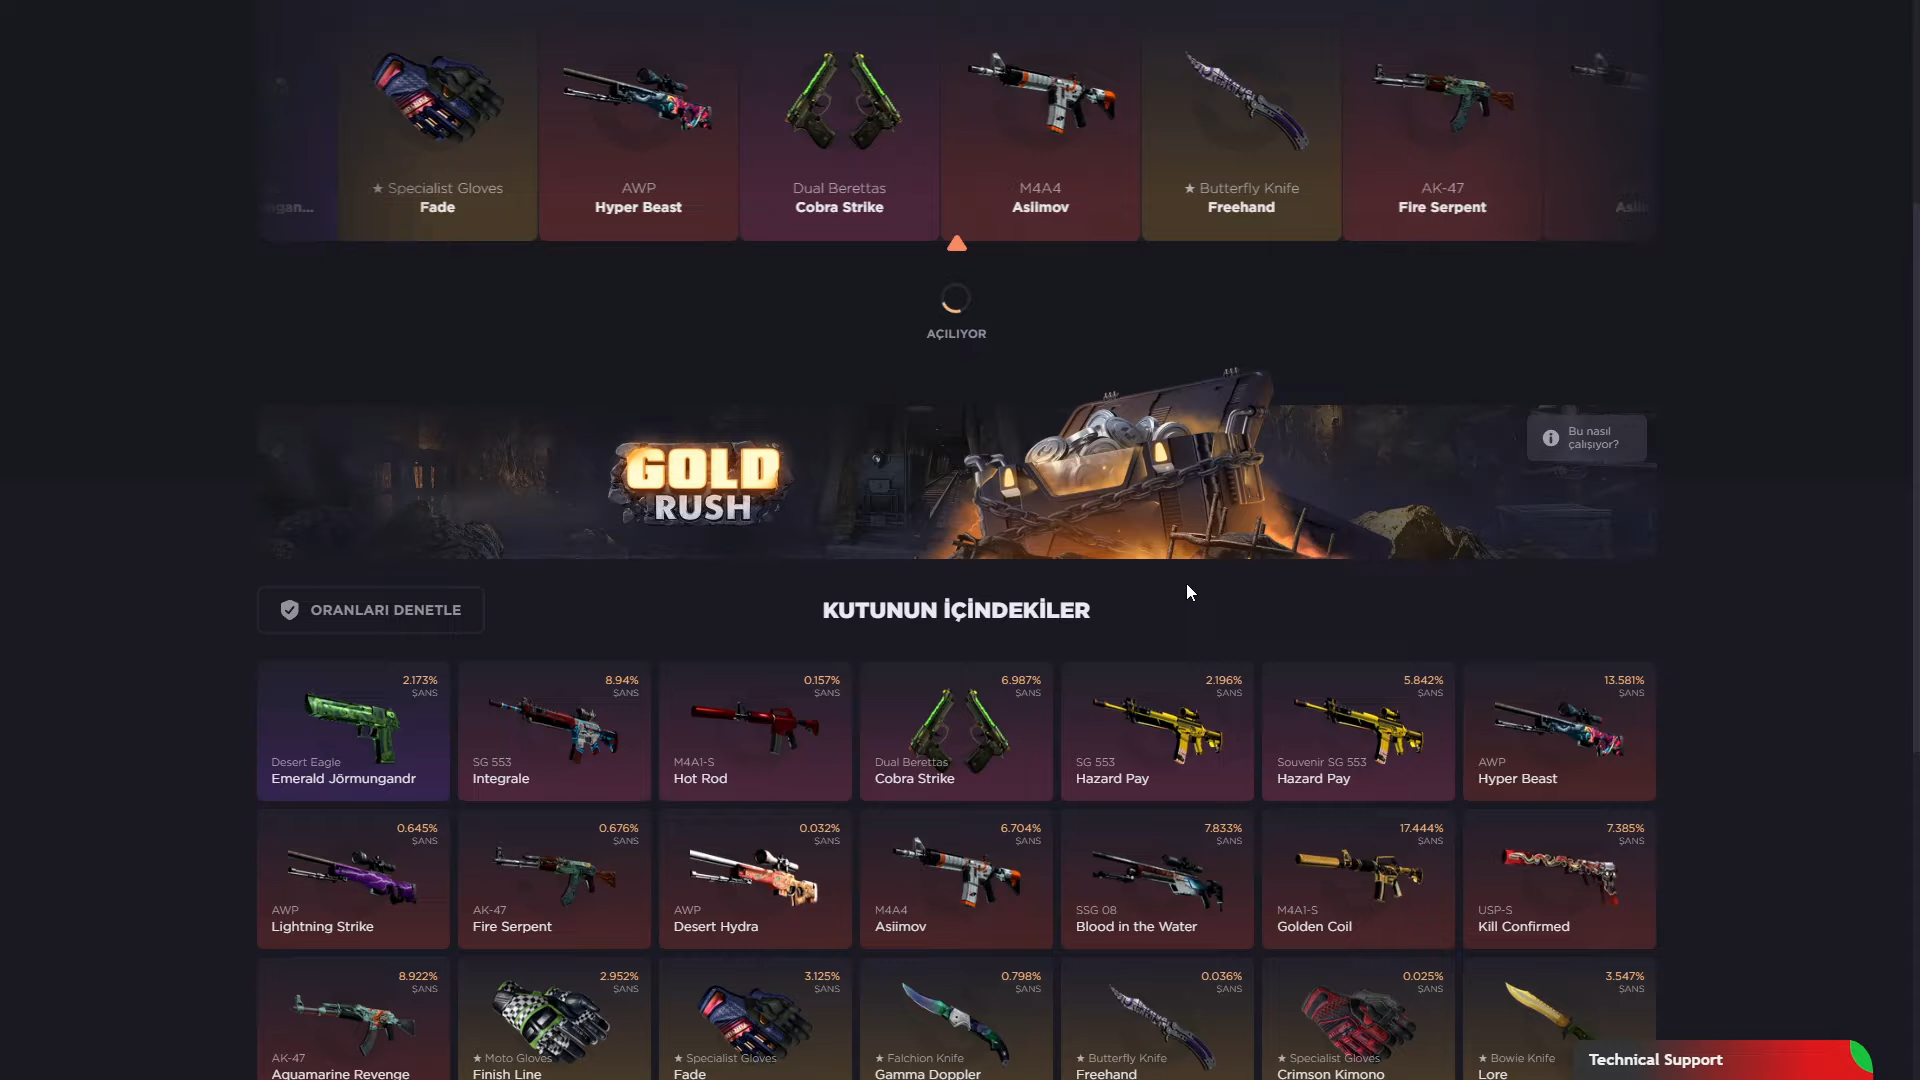 ★ Specialist Gloves
Fade
AWP
Hyper Beast
Dual Berettas
Cobra Strike
M4A4
Asiimov
★ Butterfly Knife
Freehand
AK-47
Fire Serpent
AÇILIYOR
GOLD
RUSH
Bu nasıl
çalışıyor?
ORANLARI DENETLE
KUTUNUN İÇİNDEKİLER
2.173%
ŞANS
Desert Eagle
Emerald Jörmungandr
8.94%
ŞANS
SG 553
Integrale
0.157%
ŞANS
M4A1-S
Hot Rod
6.987%
ŞANS
Dual Berettas
Cobra Strike
2.196%
ŞANS
SG 553
Hazard Pay
5.842%
ŞANS
Souvenir SG 553
Hazard Pay
13.581%
ŞANS
AWP
Hyper Beast
0.645%
ŞANS
AWP
Lightning Strike
0.676%
ŞANS
AK-47
Fire Serpent
0.032%
ŞANS
AWP
Desert Hydra
6.704%
ŞANS
M4A4
Asiimov
7.833%
ŞANS
SSG 08
Blood in the Water
17.444%
ŞANS
M4A1-S
Golden Coil
7.385%
ŞANS
USP-S
Kill Confirmed
8.922%
ŞANS
AK-47
Aquamarine Revenge
2.952%
ŞANS
★ Moto Gloves
Finish Line
3.125%
ŞANS
★ Specialist Gloves
Fade
0.798%
ŞANS
★ Falchion Knife
Gamma Doppler
0.036%
ŞANS
★ Butterfly Knife
Freehand
0.025%
ŞANS
★ Specialist Gloves
Crimson Kimono
3.547%
ŞANS
★ Bowie Knife
Lore
Technical Support